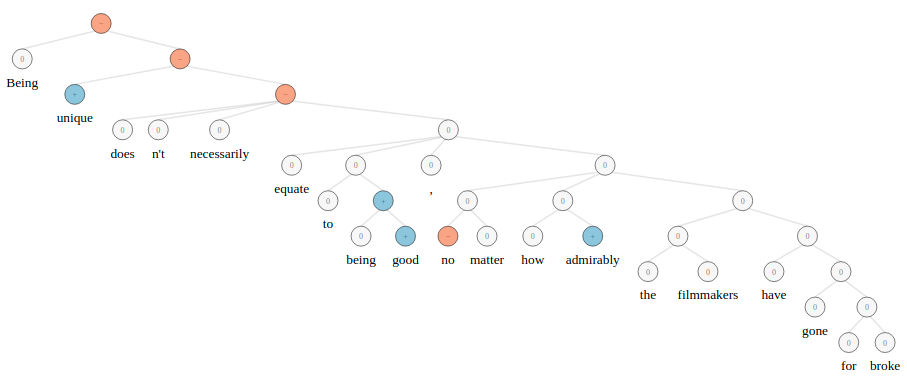 −
0
−
Being
+
−
unique
0
0
0
0
does
n't
necessarily
0
0
0
0
equate
0
+
,
0
0
0
to
0
+
−
0
0
+
0
0
being
good
no
matter
how
admirably
0
0
0
0
the
filmmakers
have
0
0
gone
0
0
for
broke